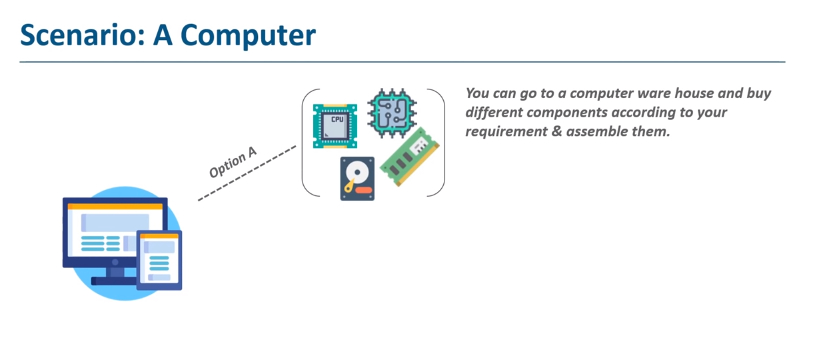 Scenario: A Computer
You can go to a computer ware house and buy
different components according to your
requirement & assemble them.
CPU
Option A